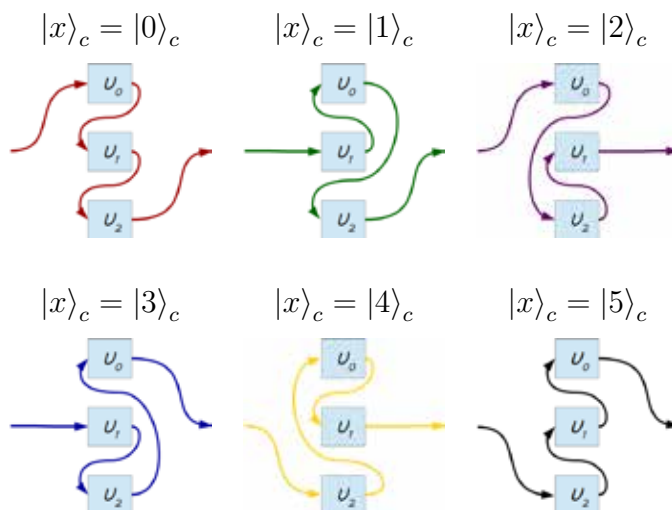 |x⟩_c = |0⟩_c |x⟩_c = |1⟩_c |x⟩_c = |2⟩_c
U_0 U_0 U_0
U_1 U_1 U_1
U_2 U_2 U_2
|x⟩_c = |3⟩_c |x⟩_c = |4⟩_c |x⟩_c = |5⟩_c
U_0 U_0 U_0
U_1 U_1 U_1
U_2 U_2 U_2